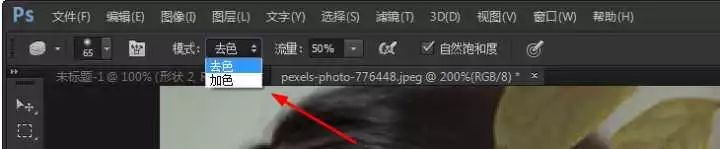 Ps 文件(F) 编辑(E) 图像(I) 图层(L) 文字(Y) 选择(S) 滤镜(T) 3D(D) 视图(V) 窗口(W) 帮助(H)
65 模式: 去色 流量: 50% 自然饱和度
去色
加色
未标题-1 @ 100% (形状 2, R
pexels-photo-776448.jpeg @ 200%(RGB/8) * ×